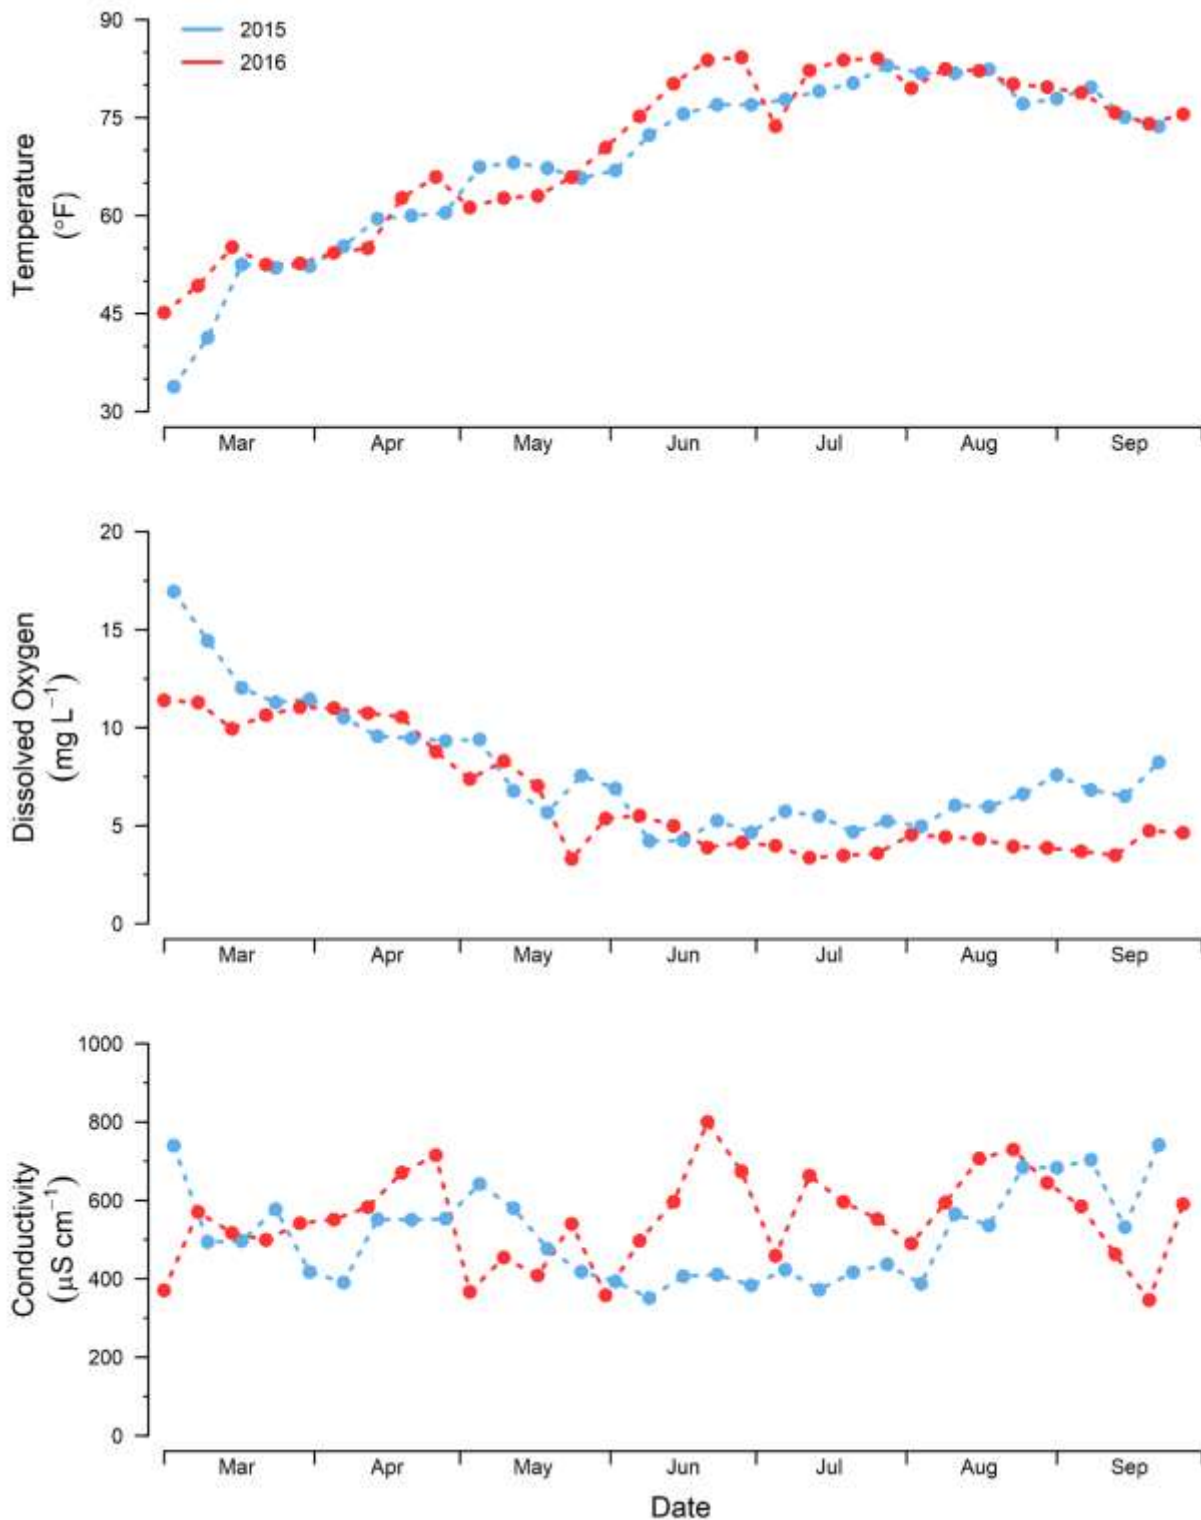 90
75
60
45
30
Temperature
(°F)
2015
2016
Mar Apr May Jun Jul Aug Sep
20
15
10
5
0
Dissolved Oxygen
(mg L⁻¹)
Mar Apr May Jun Jul Aug Sep
1000
800
600
400
200
0
Conductivity
(µS cm⁻¹)
Mar Apr May Jun Jul Aug Sep
Date